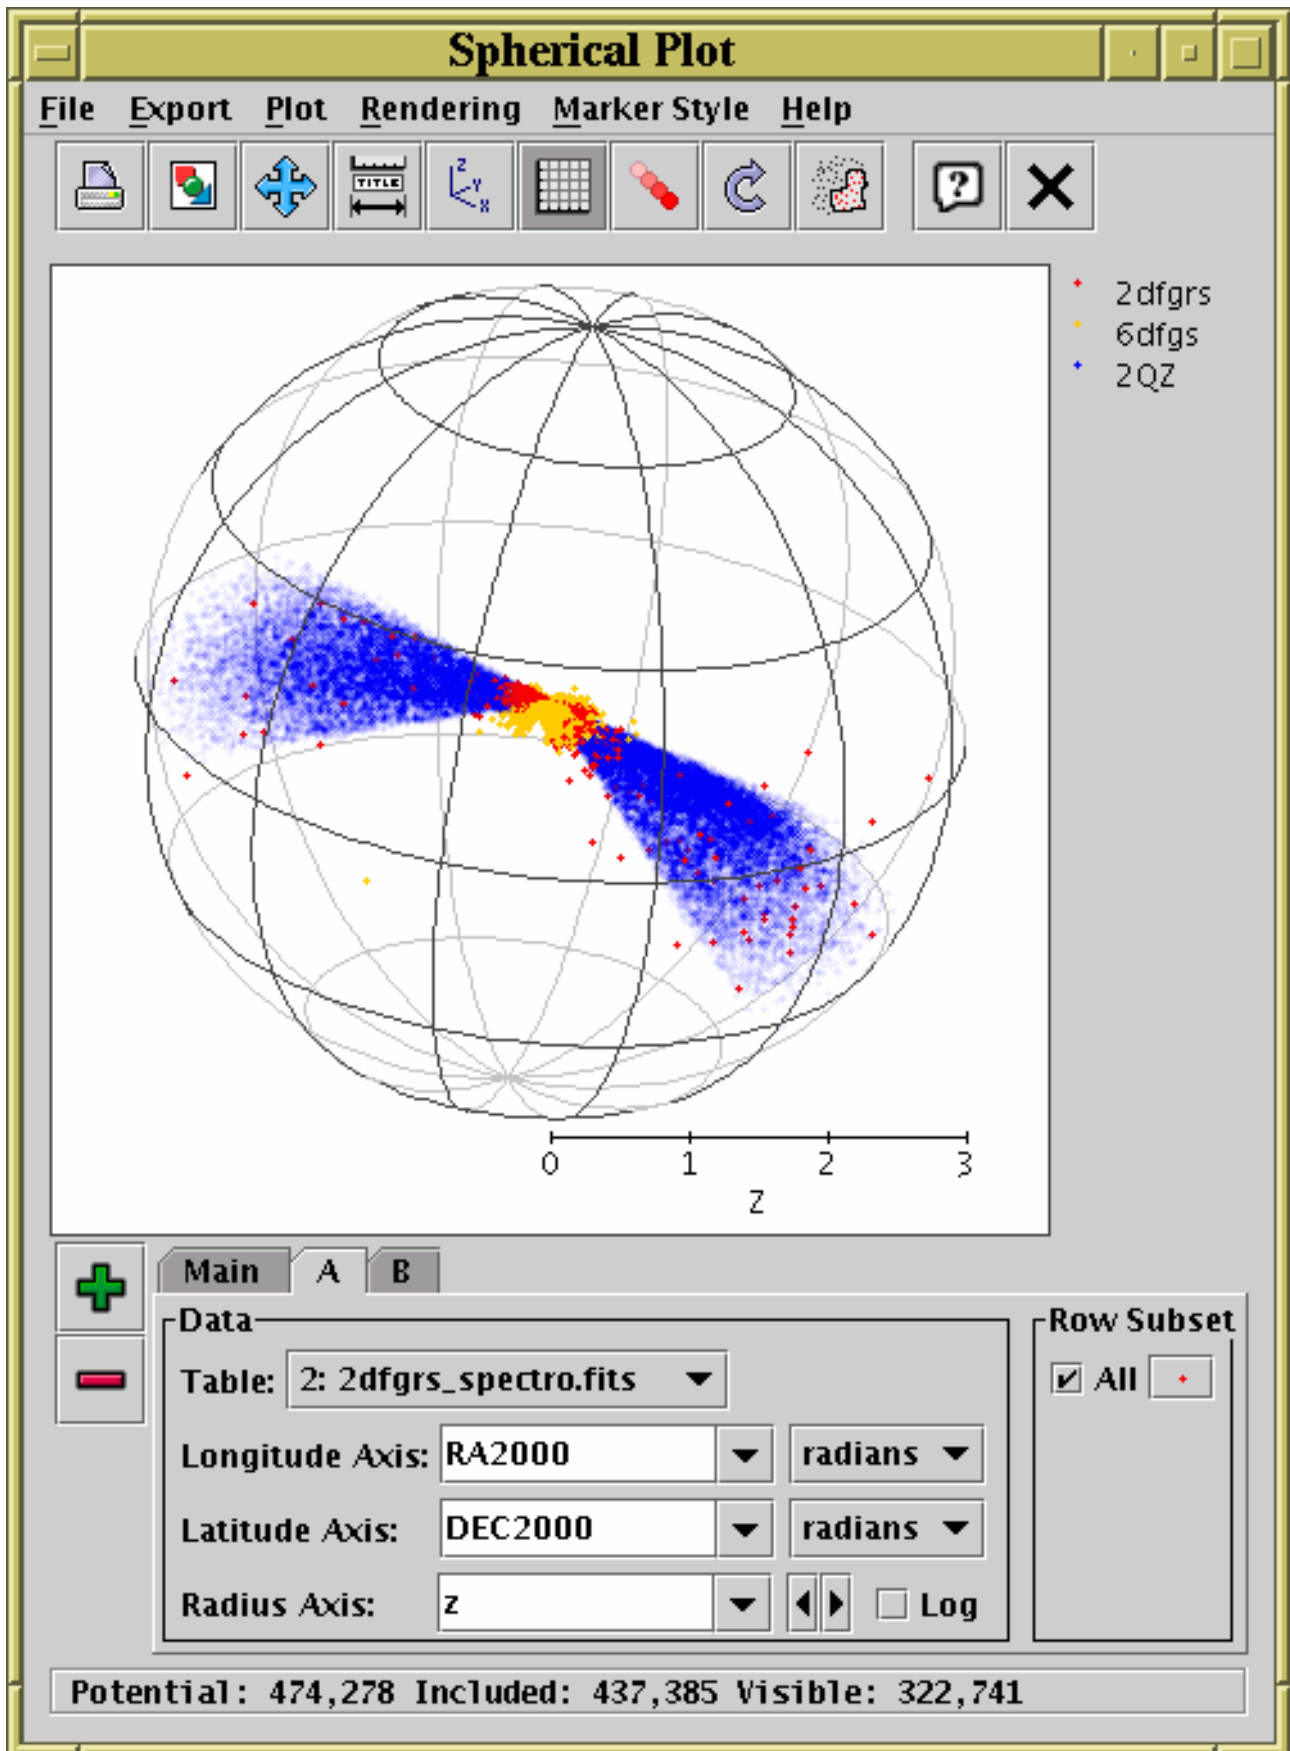 Spherical Plot
File Export Plot Rendering Marker Style Help
TITLE
Z
Y
X
?
2dfgrs
6dfgs
2QZ
0 1 2 3
Z
Main A B
Data
Row Subset
Table: 2: 2dfgrs_spectro.fits
All
Longitude Axis: RA2000 radians
Latitude Axis: DEC2000 radians
Radius Axis: z Log
Potential: 474,278 Included: 437,385 Visible: 322,741